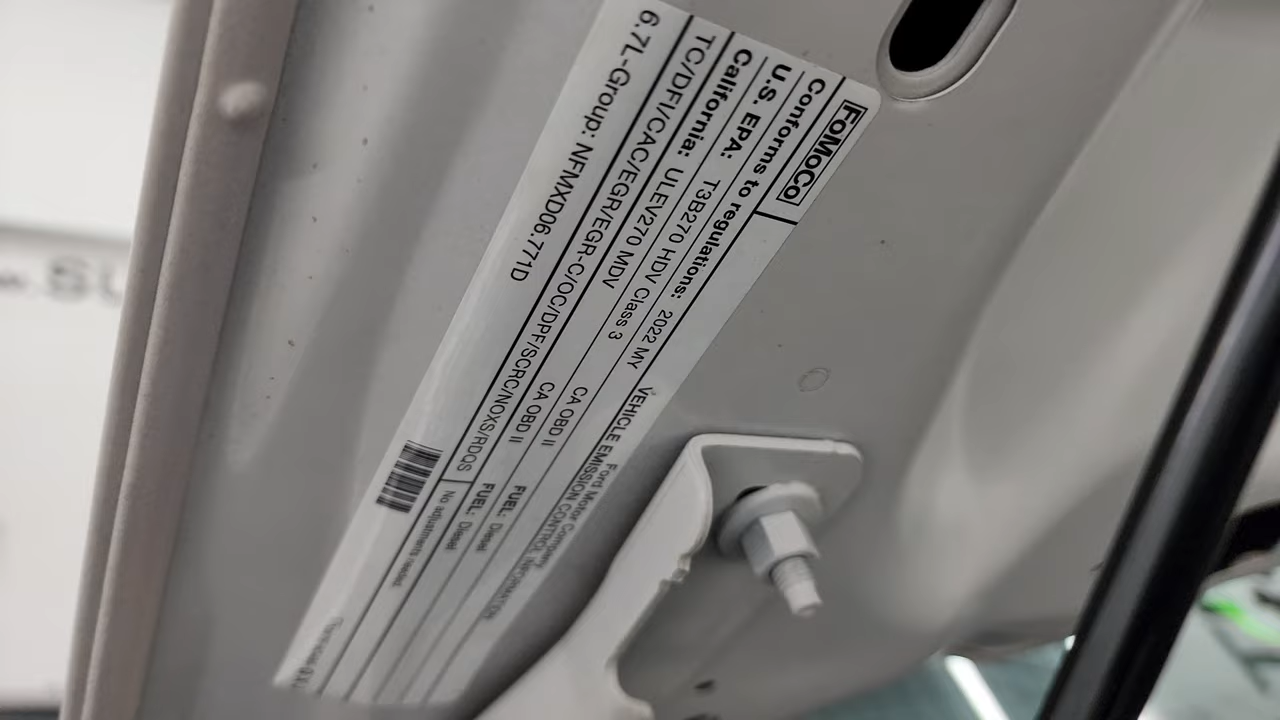 FoMoCo
Ford Motor Company
VEHICLE EMISSION CONTROL INFORMATION
Conforms to regulations: 2022 MY
U.S. EPA: T3B270 HDV Class 3 CA OBD II FUEL: Diesel
California: ULEV270 MDV CA OBD II FUEL: Diesel
TC/DFI/CAC/EGR/EGR-C/OC/DPF/SCRC/NOXS/RDQS No adjustments needed.
6.7L-Group: NFMXD06.771D